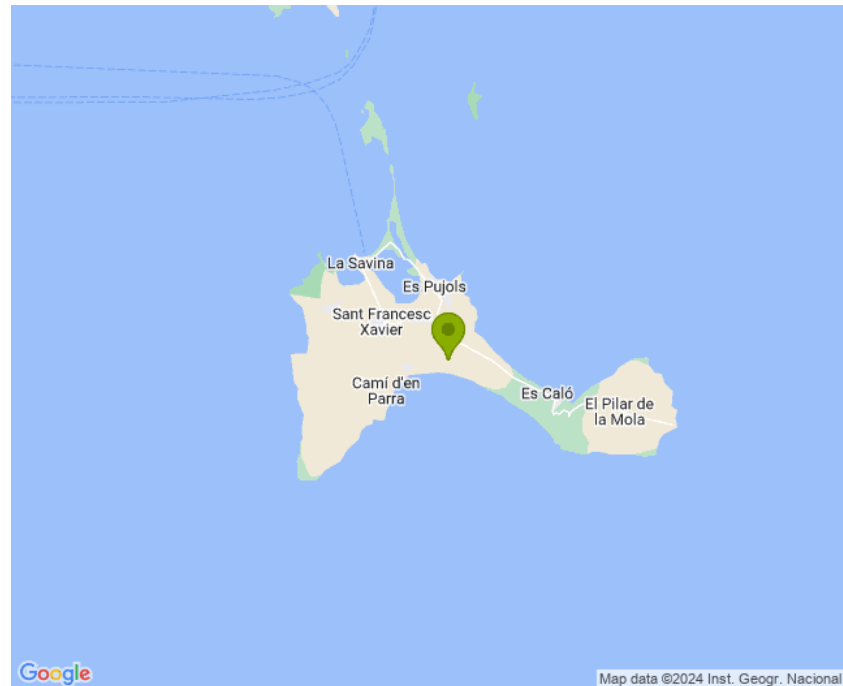 La Savina
Es Pujols
Sant Francesc
Xavier
Camí d'en
Parra
Es Caló
El Pilar de
la Mola
Google
Map data ©2024 Inst. Geogr. Nacional